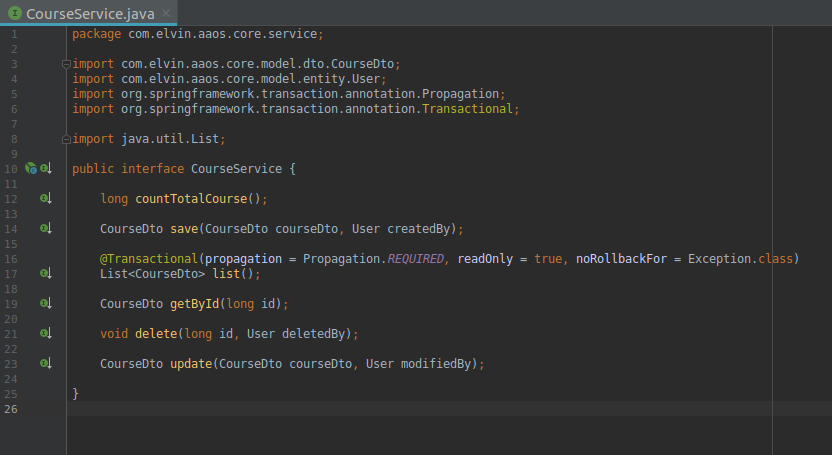 CourseService.java
1 package com.elvin.aaos.core.service;
2
3 import com.elvin.aaos.core.model.dto.CourseDto;
4 import com.elvin.aaos.core.model.entity.User;
5 import org.springframework.transaction.annotation.Propagation;
6 import org.springframework.transaction.annotation.Transactional;
7
8 import java.util.List;
9
10 public interface CourseService {
11
12     long countTotalCourse();
13
14     CourseDto save(CourseDto courseDto, User createdBy);
15
16     @Transactional(propagation = Propagation.REQUIRED, readOnly = true, noRollbackFor = Exception.class)
17     List<CourseDto> list();
18
19     CourseDto getById(long id);
20
21     void delete(long id, User deletedBy);
22
23     CourseDto update(CourseDto courseDto, User modifiedBy);
24
25 }
26